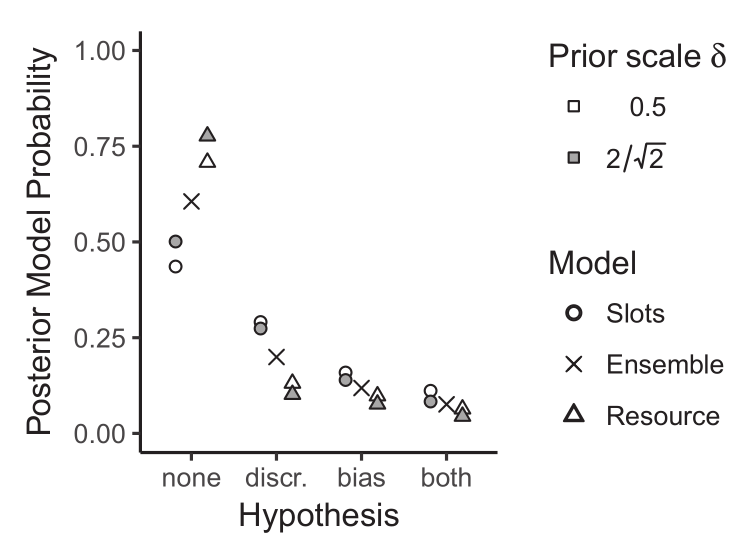 Posterior Model Probability
1.00
0.75
0.50
0.25
0.00
none discr. bias both
Hypothesis
Prior scale δ
0.5
2/√2
Model
Slots
Ensemble
Resource